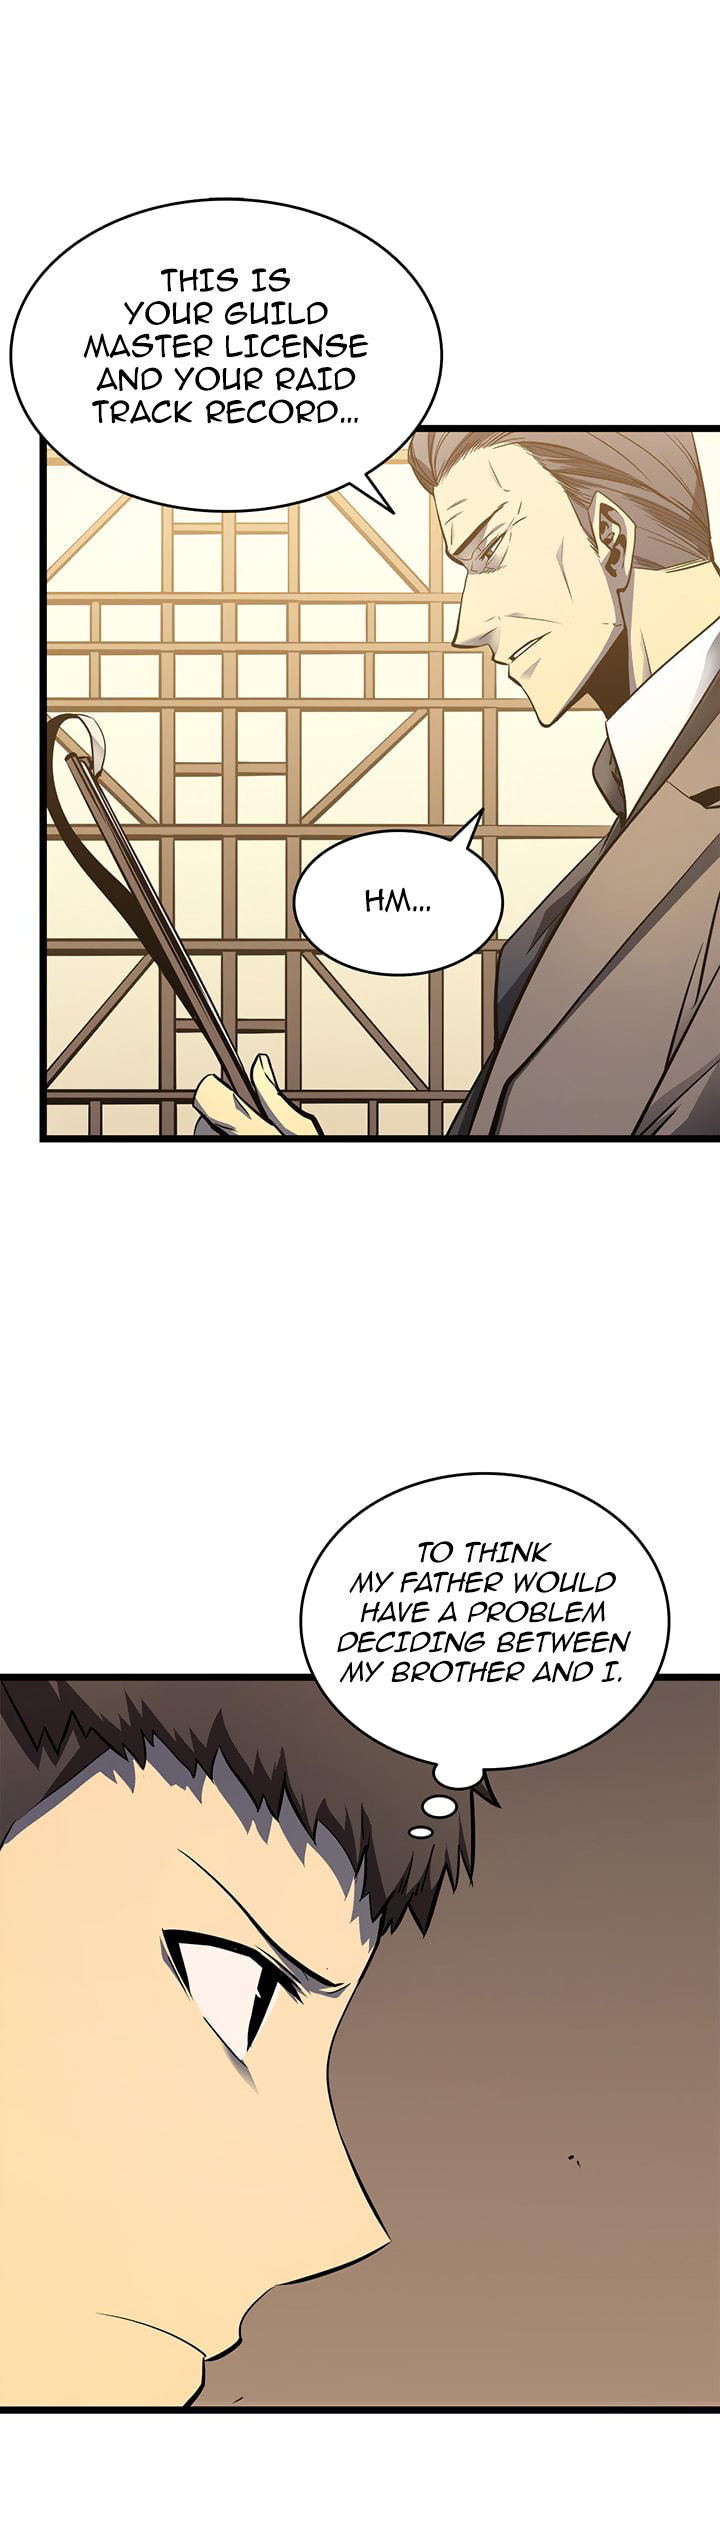 THIS IS
YOUR GUILD
MASTER LICENSE
AND YOUR RAID
TRACK RECORD...
HM...
TO THINK
MY FATHER WOULD
HAVE A PROBLEM
DECIDING BETWEEN
MY BROTHER AND I.